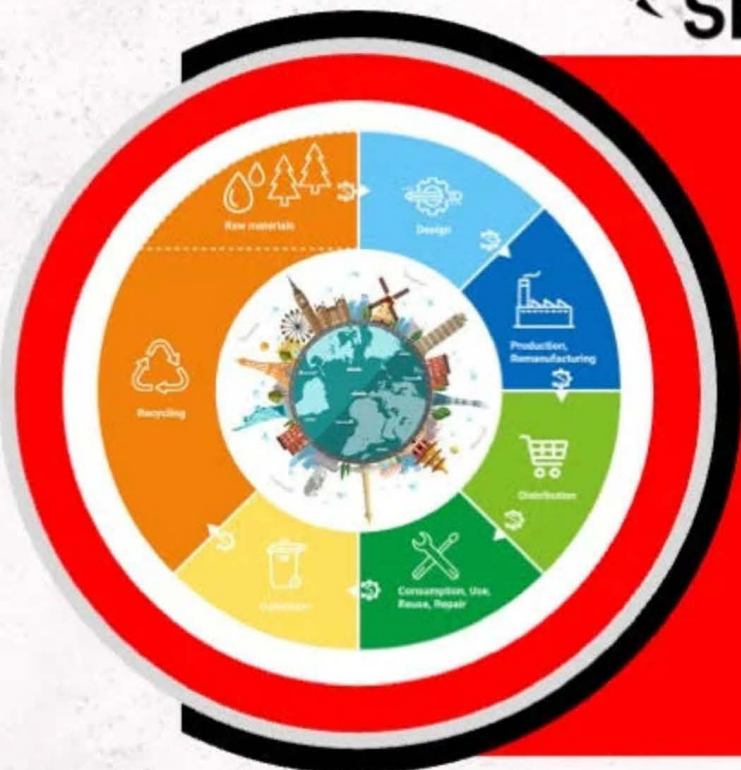 Raw materials
Design
Production,
Remanufacturing
Distribution
Consumption, Use,
Reuse, Repair
Recycling